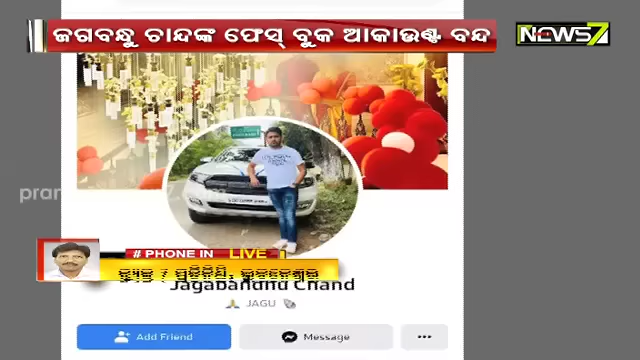 ଜଗବନ୍ଧୁ ଚାନ୍ଦଙ୍କ ଫେସ୍ ବୁକ ଆକାଉଣ୍ଟ ବନ୍ଦ
NEWS7
# PHONE IN LIVE
Jagabandhu Chand
🙏 JAGU
Add Friend Message